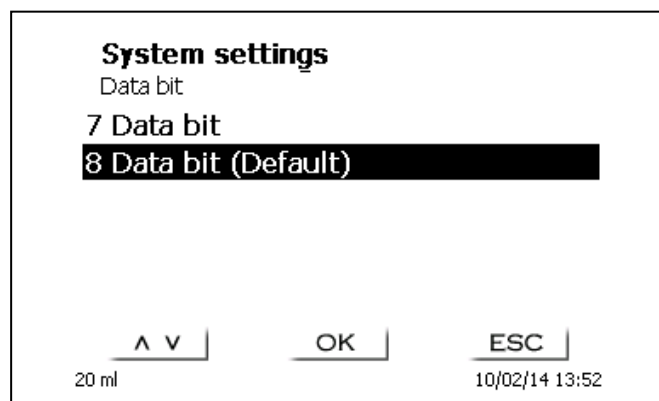 System settings
Data bit
7 Data bit
8 Data bit (Default)
∧ ∨ OK ESC
20 ml 10/02/14 13:52